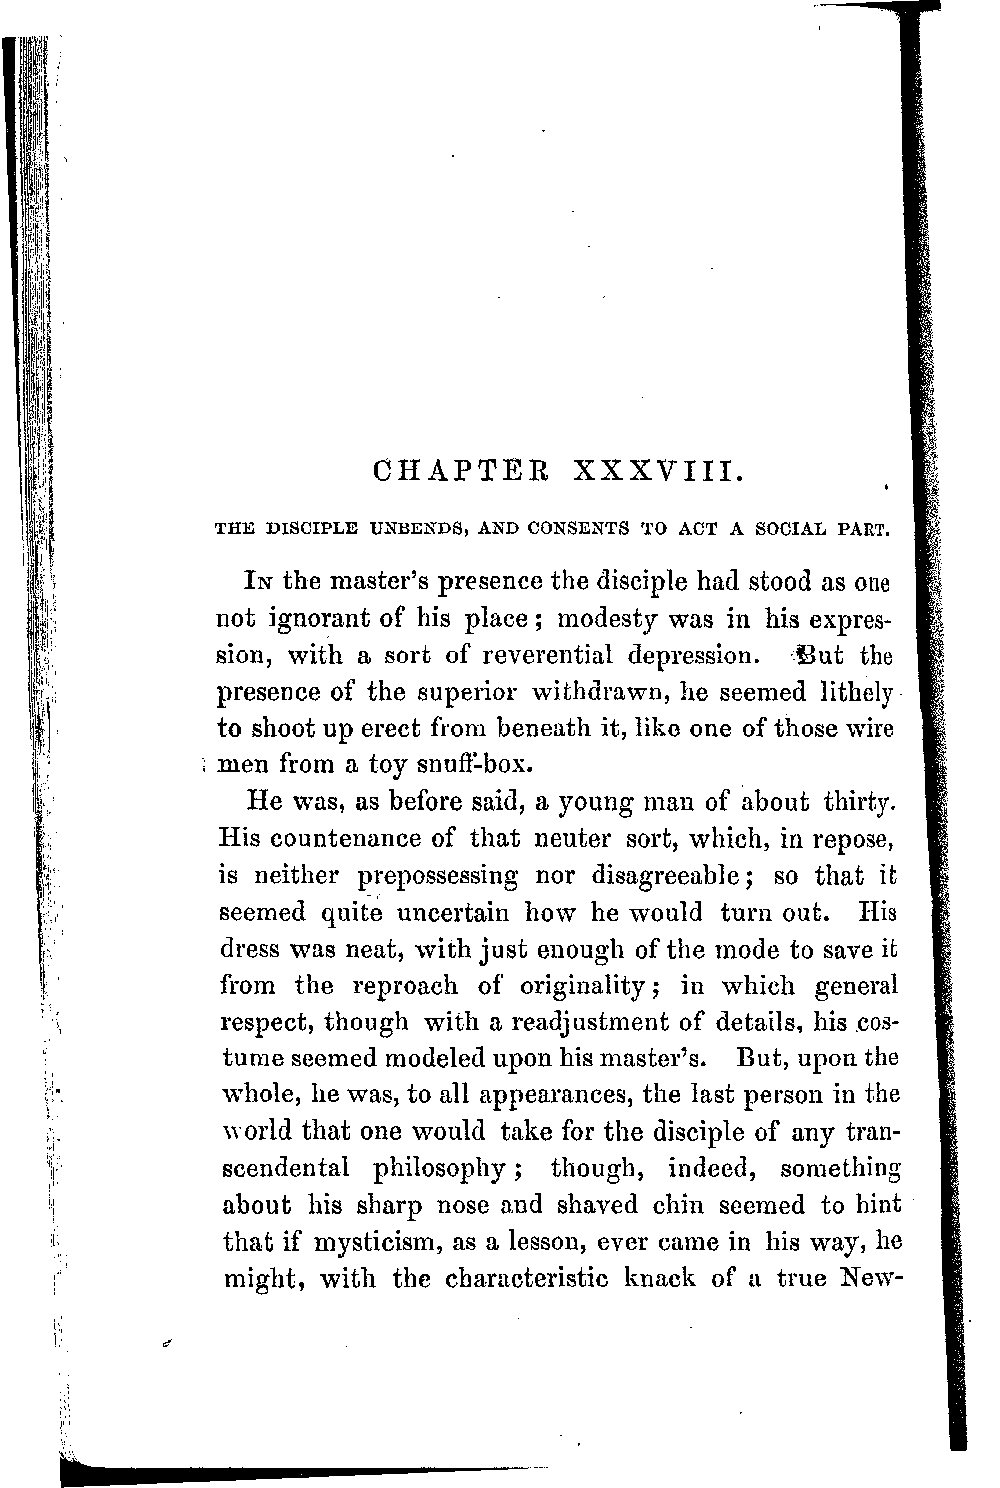 CHAPTER XXXVIII.
THE DISCIPLE UNBENDS, AND CONSENTS TO ACT A SOCIAL PART.
In the master's presence the disciple had stood as one
not ignorant of his place; modesty was in his expres-
sion, with a sort of reverential depression. But the
presence of the superior withdrawn, he seemed lithely
to shoot up erect from beneath it, like one of those wire
men from a toy snuff-box.
He was, as before said, a young man of about thirty.
His countenance of that neuter sort, which, in repose,
is neither prepossessing nor disagreeable; so that it
seemed quite uncertain how he would turn out. His
dress was neat, with just enough of the mode to save it
from the reproach of originality; in which general
respect, though with a readjustment of details, his cos-
tume seemed modeled upon his master's. But, upon the
whole, he was, to all appearances, the last person in the
world that one would take for the disciple of any tran-
scendental philosophy; though, indeed, something
about his sharp nose and shaved chin seemed to hint
that if mysticism, as a lesson, ever came in his way, he
might, with the characteristic knack of a true New-